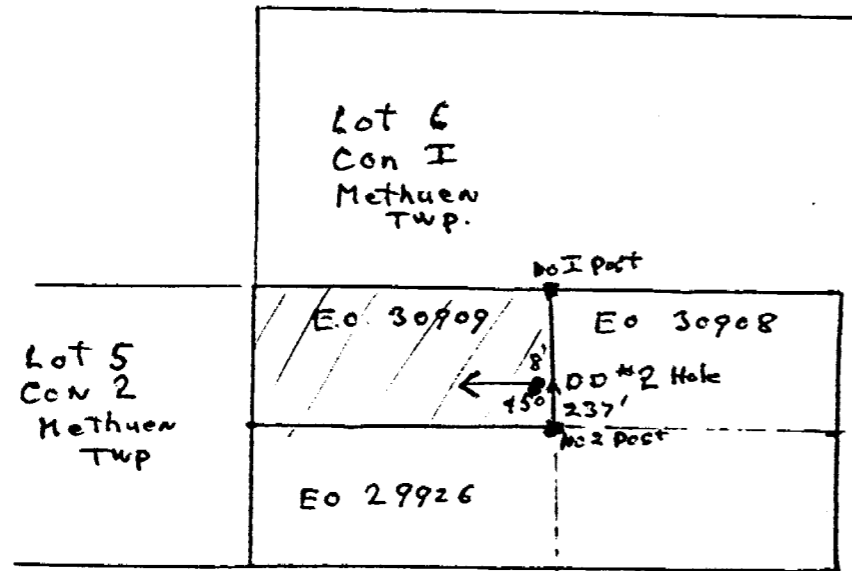 Lot 6
Con I
Methuen
Twp.
No I Post
E.O. 30909
EO 30908
Lot 5
Con 2
Methuen
Twp
8'
DD #2 Hole
45°
237'
No 2 Post
EO 29926